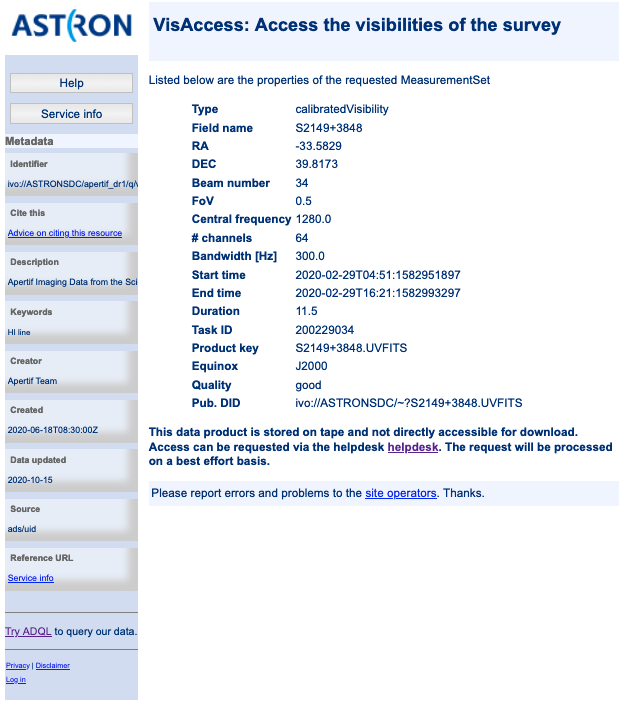 ASTRON
VisAccess: Access the visibilities of the survey
Help
Service info
Metadata
Identifier
ivo://ASTRONSDC/apertif_dr1/q/
Cite this
Advice on citing this resource
Description
Apertif Imaging Data from the Sci
Keywords
HI line
Creator
Apertif Team
Created
2020-06-18T08:30:00Z
Data updated
2020-10-15
Source
ads/uid
Reference URL
Service info
Try ADQL to query our data.
Privacy | Disclaimer
Log in
Listed below are the properties of the requested MeasurementSet
Type calibratedVisibility
Field name S2149+3848
RA -33.5829
DEC 39.8173
Beam number 34
FoV 0.5
Central frequency 1280.0
# channels 64
Bandwidth [Hz] 300.0
Start time 2020-02-29T04:51:1582951897
End time 2020-02-29T16:21:1582993297
Duration 11.5
Task ID 200229034
Product key S2149+3848.UVFITS
Equinox J2000
Quality good
Pub. DID ivo://ASTRONSDC/~?S2149+3848.UVFITS
This data product is stored on tape and not directly accessible for download.
Access can be requested via the helpdesk helpdesk. The request will be processed
on a best effort basis.
Please report errors and problems to the site operators. Thanks.